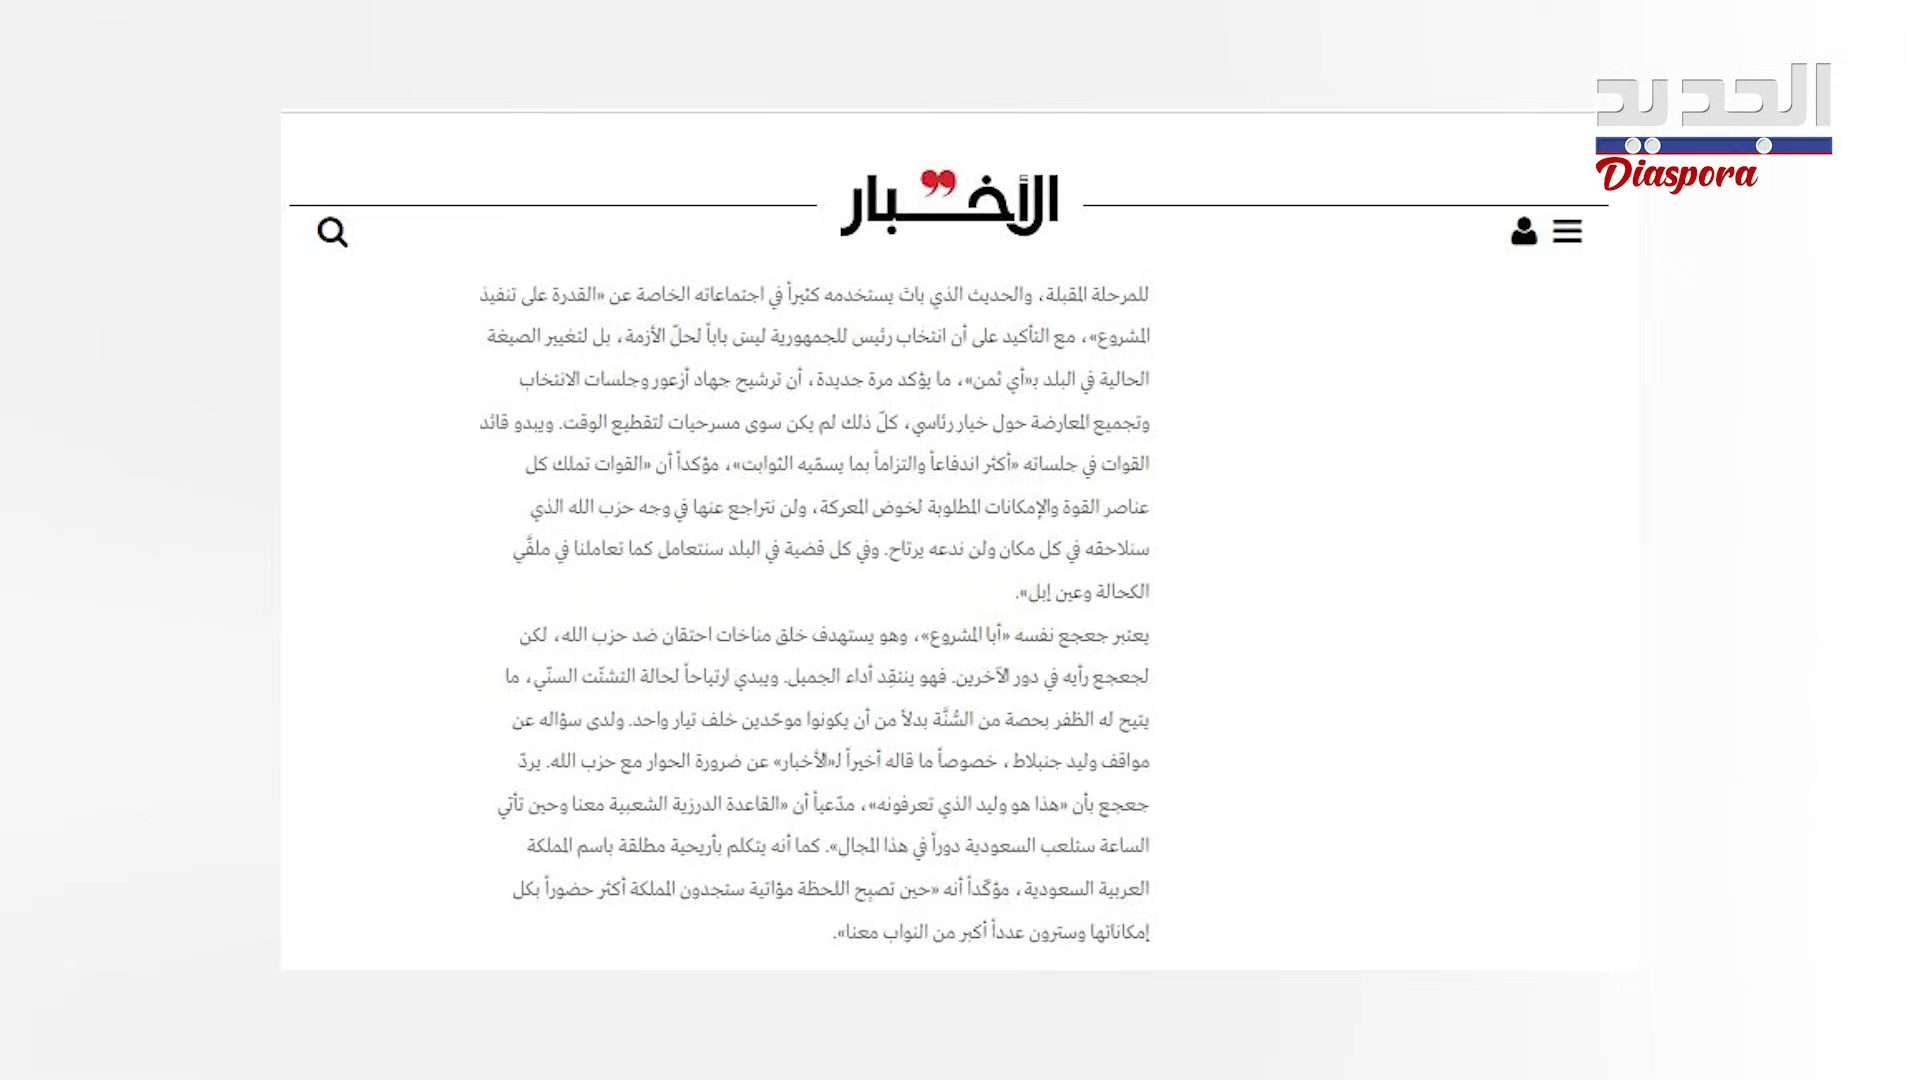 الجديد
Diaspora
الأخبار
للمرحلة المقبلة، والحديث الذي باتَ يستخدمه كثيراً في اجتماعاته الخاصة عن «القدرة على تنفيذ
المشروع»، مع التأكيد على أن انتخاب رئيس للجمهورية ليسَ باباً لحلّ الأزمة، بل لتغيير الصيغة
الحالية في البلد بـ«أي ثمن»، ما يؤكد مرة جديدة، أن ترشيح جهاد أزعور وجلسات الانتخاب
وتجميع المعارضة حول خيار رئاسي، كلّ ذلك لم يكن سوى مسرحيات لتقطيع الوقت. ويبدو قائد
القوات في جلساته «أكثر اندفاعاً والتزاماً بما يسمّيه الثوابت»، مؤكداً أن «القوات تملك كل
عناصر القوة والإمكانات المطلوبة لخوض المعركة، ولن نتراجع عنها في وجه حزب الله الذي
سنلاحقه في كل مكان ولن ندعه يرتاح. وفي كل قضية في البلد سنتعامل كما تعاملنا في ملفَّي
الكحالة وعين إبل».
يعتبر جعجع نفسه «أبا المشروع»، وهو يستهدف خلق مناخات احتقان ضد حزب الله، لكن
لجعجع رأيه في دور الآخرين. فهو ينتقِد أداء الجميل. ويبدي ارتياحاً لحالة التشتّت السنّي، ما
يتيح له الظفر بحصة من السُّنَّة بدلاً من أن يكونوا موحّدين خلف تيار واحد. ولدى سؤاله عن
مواقف وليد جنبلاط، خصوصاً ما قاله أخيراً لـ«الأخبار» عن ضرورة الحوار مع حزب الله. يردّ
جعجع بأن «هذا هو وليد الذي تعرفونه»، مدّعياً أن «القاعدة الدرزية الشعبية معنا وحين تأتي
الساعة ستلعب السعودية دوراً في هذا المجال». كما أنه يتكلم بأريحية مطلقة باسم المملكة
العربية السعودية، مؤكّداً أنه «حين تصبِح اللحظة مؤاتية ستجدون المملكة أكثر حضوراً بكل
إمكاناتها وسترون عدداً أكبر من النواب معنا».